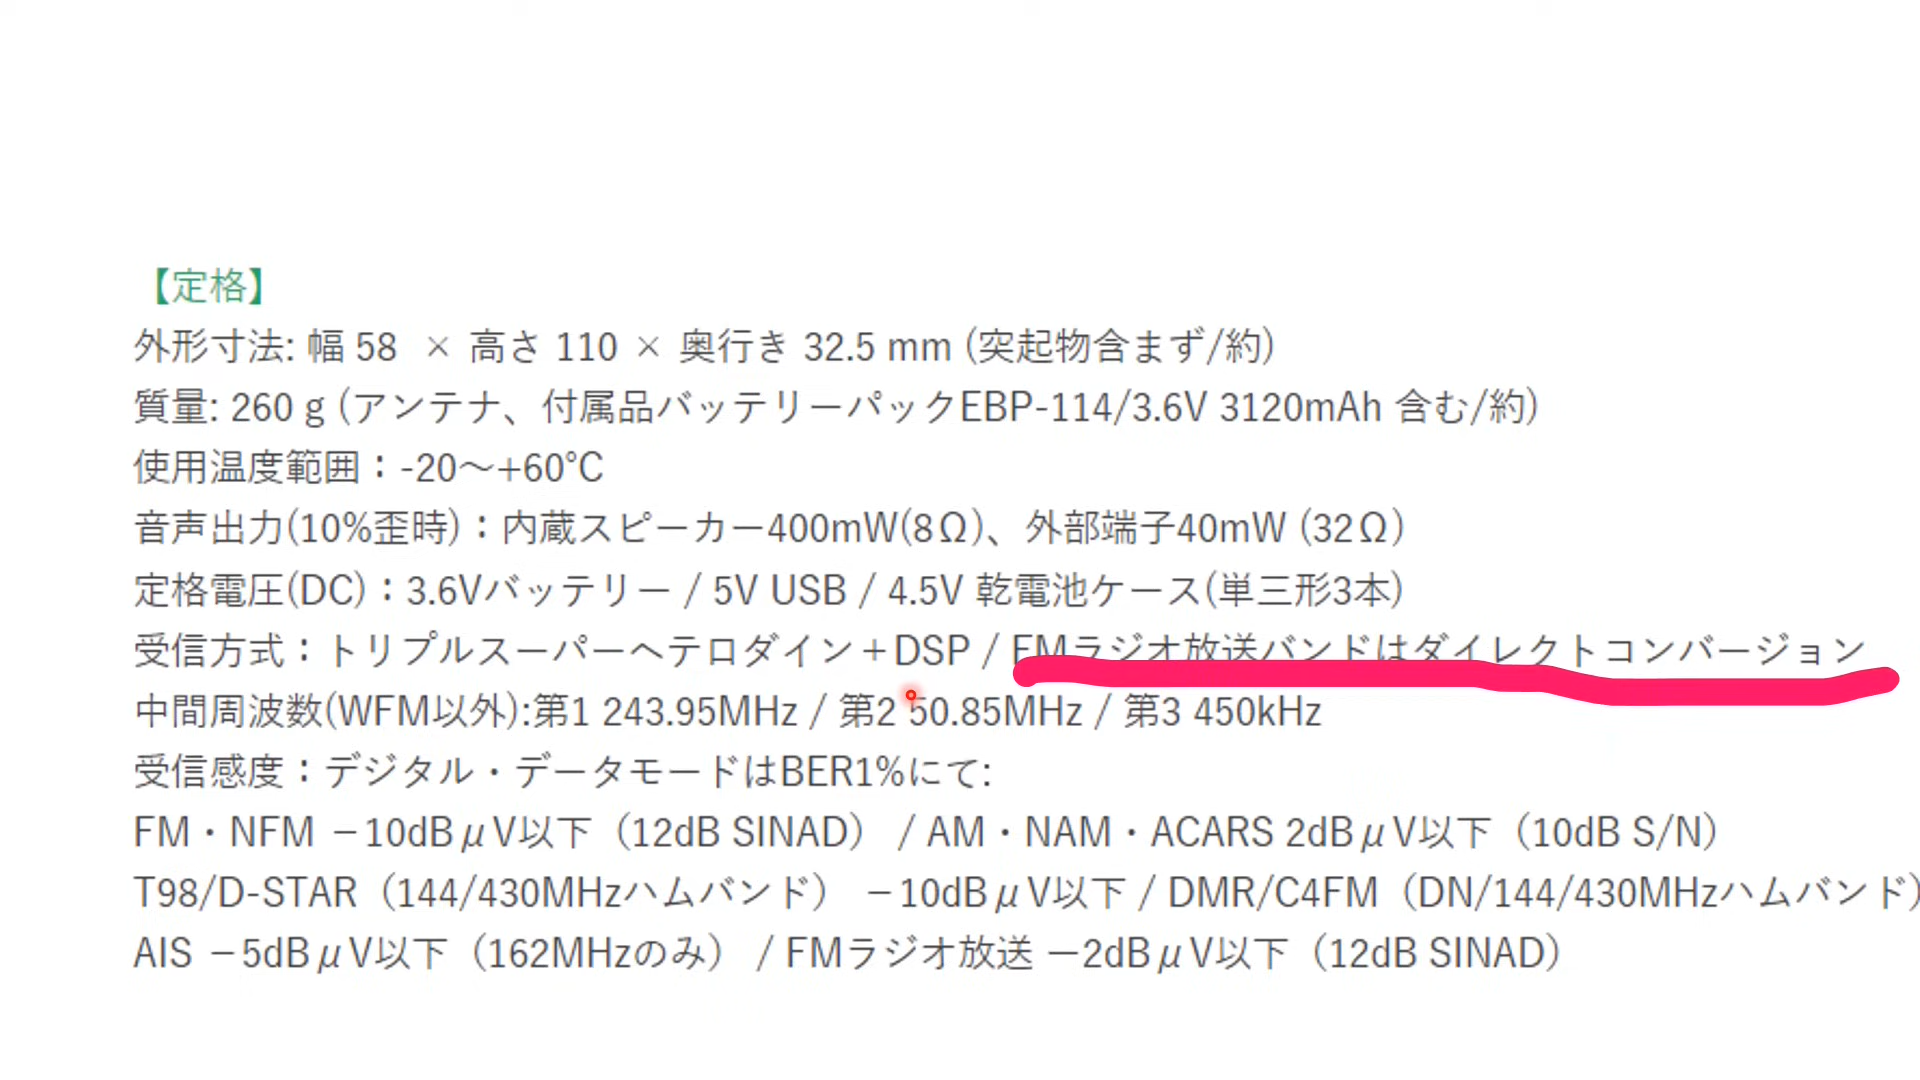 【定格】
外形寸法: 幅 58 × 高さ 110 × 奥行き 32.5 mm (突起物含まず/約)
質量: 260 g (アンテナ、付属品バッテリーパックEBP-114/3.6V 3120mAh 含む/約)
使用温度範囲：-20～+60℃
音声出力(10%歪時)：内蔵スピーカー400mW(8Ω)、外部端子40mW (32Ω)
定格電圧(DC)：3.6Vバッテリー / 5V USB / 4.5V 乾電池ケース(単三形3本)
受信方式：トリプルスーパーヘテロダイン＋DSP / FMラジオ放送バンドはダイレクトコンバージョン
中間周波数(WFM以外):第1 243.95MHz / 第2 50.85MHz / 第3 450kHz
受信感度：デジタル・データモードはBER1%にて:
FM・NFM －10dBμV以下（12dB SINAD） / AM・NAM・ACARS 2dBμV以下（10dB S/N）
T98/D-STAR（144/430MHzハムバンド） －10dBμV以下 / DMR/C4FM（DN/144/430MHzハムバンド）
AIS －5dBμV以下（162MHzのみ） / FMラジオ放送 －2dBμV以下（12dB SINAD）